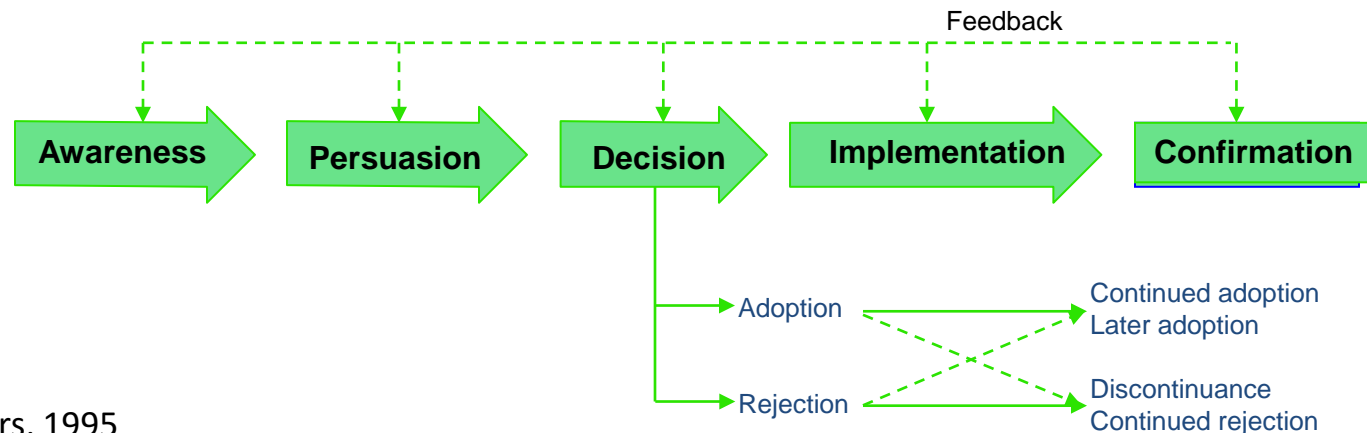 Feedback
Awareness
Persuasion
Decision
Implementation
Confirmation
Adoption
Continued adoption
Later adoption
Rejection
Discontinuance
Continued rejection
1995